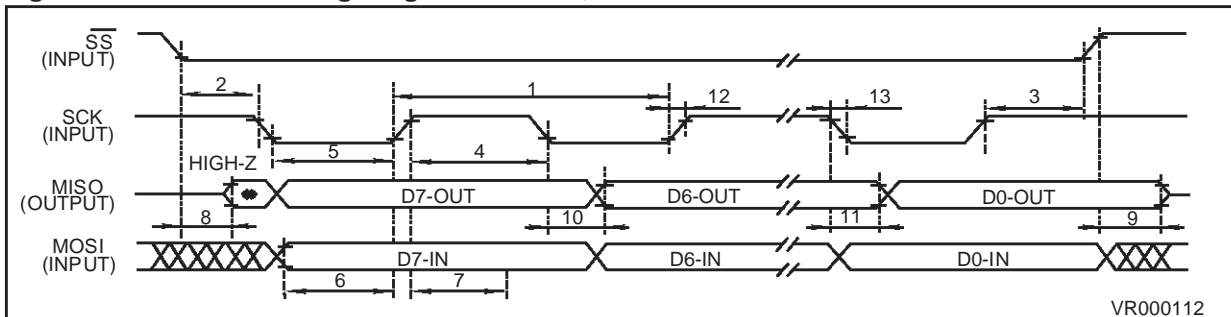 SS
(INPUT)
2
1
12
13
3
SCK
(INPUT)
5
4
HIGH-Z
MISO
(OUTPUT)
D7-OUT
D6-OUT
D0-OUT
8
10
11
9
MOSI
(INPUT)
D7-IN
D6-IN
D0-IN
6
7
VR000112